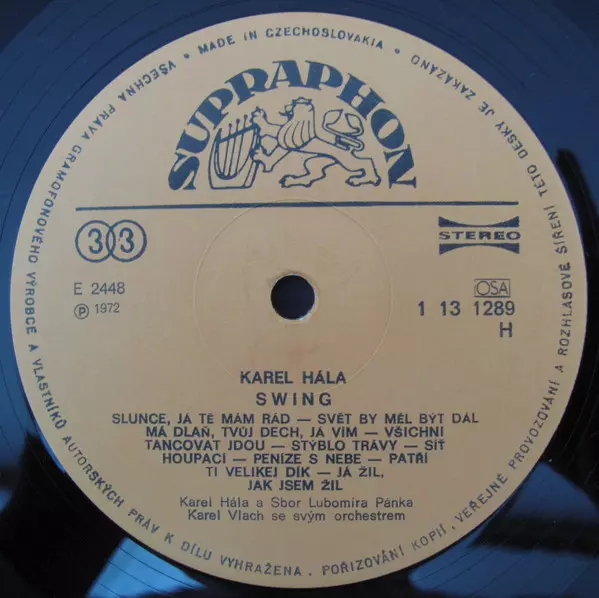 • MADE IN CZECHOSLOVAKIA •
VŠECHNA PRÁVA GRAMOFONOVÉHO VÝROBCE A VLASTNÍKŮ AUTORSKÝCH PRÁV K DÍLU VYHRAŽENA. POŘIZOVÁNÍ KOPIÍ, VEŘEJNÉ PROVOZOVÁNÍ A ROZHLASOVÉ ŠÍŘENÍ TÉTO DESKY JE ZAKÁZÁNO
SUPRAPHON
33
STEREO
E 2448
OSA
℗ 1972
1 13 1289
H
KAREL HÁLA
SWING
SLUNCE, JÁ TĚ MÁM RÁD — SVĚT BY MĚL BÝT DÁL
MÁ DLAŇ, TVŮJ DECH, JÁ VÍM — VŠICHNI
TANCOVAT JDOU — STÝBLO TRÁVY — SÍŤ
HOUPACÍ — PENÍZE S NEBE — PATŘÍ
TI VELIKEJ DÍK — JÁ ŽIL,
JAK JSEM ŽIL
Karel Hála a Sbor Lubomíra Pánka
Karel Vlach se svým orchestrem